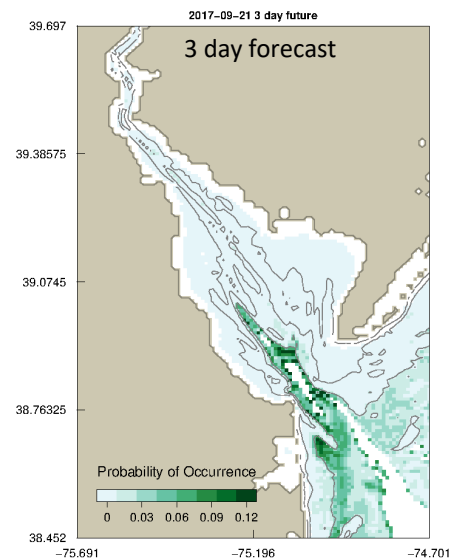 2017-09-21 3 day future
3 day forecast
39.697
39.38575
39.0745
38.76325
38.452
Probability of Occurrence
0 0.03 0.06 0.09 0.12
-75.691 -75.196 -74.701